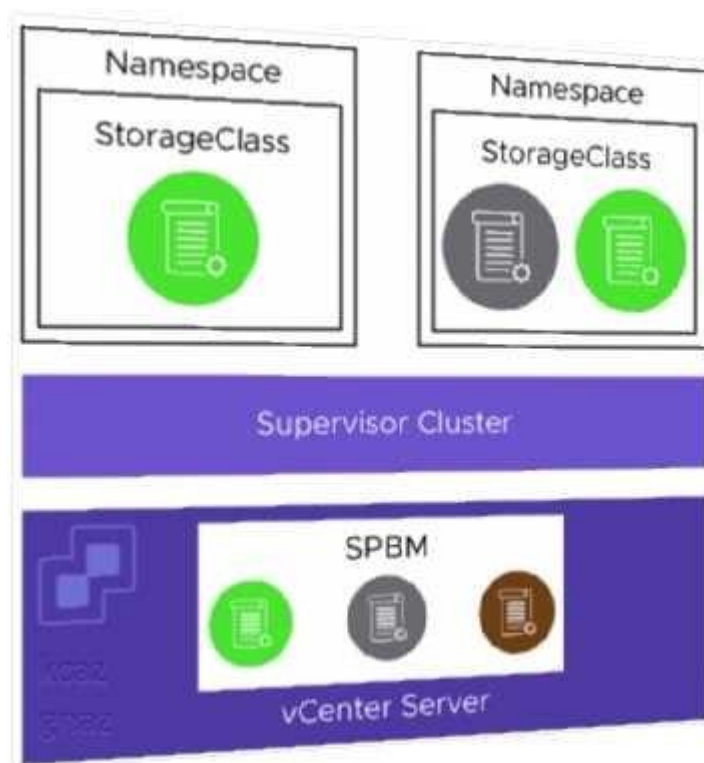 Namespace
StorageClass
Namespace
StorageClass
Supervisor Cluster
SPBM
vCenter Server